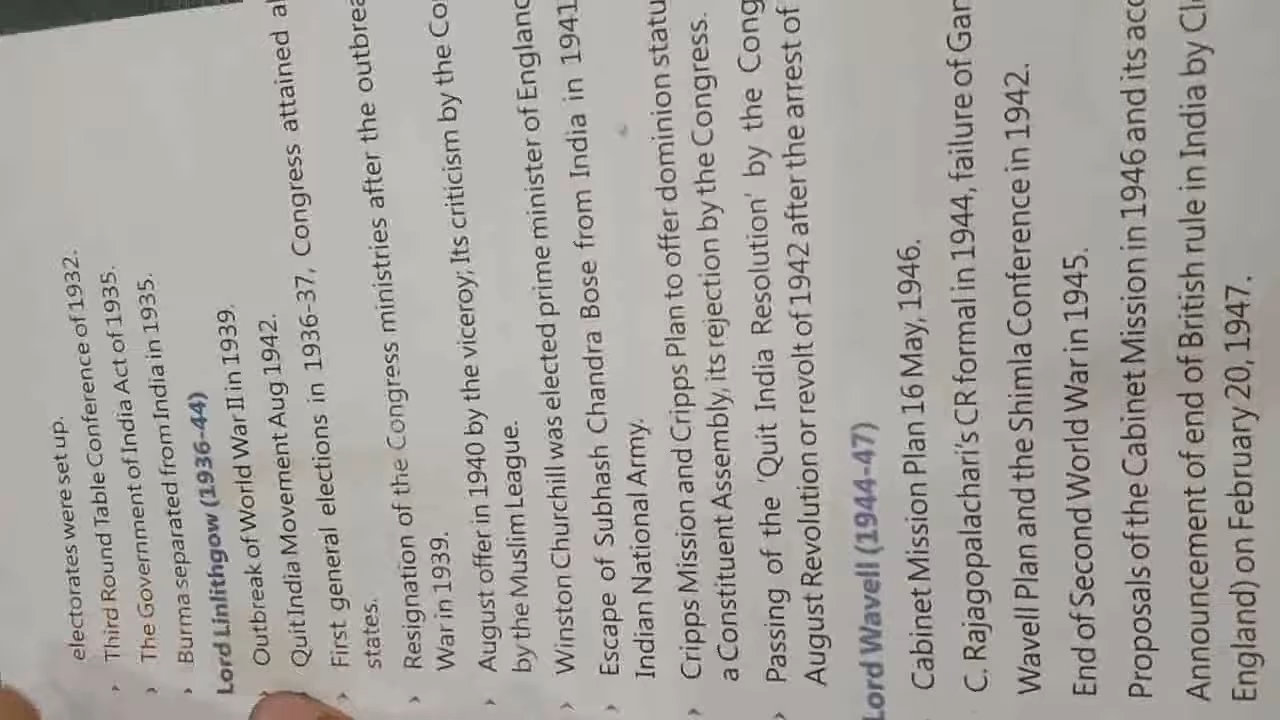 electorates were set up.
Third Round Table Conference of 1932.
The Government of India Act of 1935.
Burma separated from India in 1935.
Lord Linlithgow (1936-44)
Outbreak of World War II in 1939.
Quit India Movement Aug 1942.
First general elections in 1936-37, Congress attained
states.
Resignation of the Congress ministries after the
War in 1939.
August offer in 1940 by the viceroy; Its criticism by the
by the Muslim League.
Winston Churchill was elected prime minister of
Escape of Subhash Chandra Bose from India in 1941
Indian National Army.
Cripps Mission and Cripps Plan to offer dominion
a Constituent Assembly, its rejection by the Congress.
Passing of the 'Quit India Resolution' by the
August Revolution or revolt of 1942 after the arrest of
Lord Wavell (1944-47)
Cabinet Mission Plan 16 May, 1946.
C. Rajagopalachari's CR formal in 1944, failure of
Wavell Plan and the Shimla Conference in 1942.
End of Second World War in 1945.
Proposals of the Cabinet Mission in 1946 and its
Announcement of end of British rule in India by
England) on February 20, 1947.